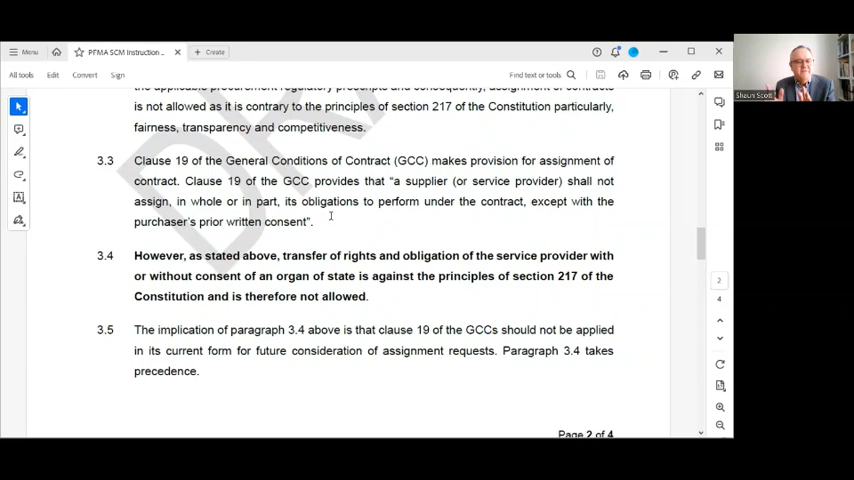 Menu
PFMA SCM Instruction ...
Create
All tools
Edit
Convert
Sign
Find text or tools
Shaun Scott
the applicable procurement regulatory prescripts and consequently, assignment of contracts
is not allowed as it is contrary to the principles of section 217 of the Constitution particularly,
fairness, transparency and competitiveness.
3.3 Clause 19 of the General Conditions of Contract (GCC) makes provision for assignment of
contract. Clause 19 of the GCC provides that “a supplier (or service provider) shall not
assign, in whole or in part, its obligations to perform under the contract, except with the
purchaser’s prior written consent”.
3.4 However, as stated above, transfer of rights and obligation of the service provider with
or without consent of an organ of state is against the principles of section 217 of the
Constitution and is therefore not allowed.
3.5 The implication of paragraph 3.4 above is that clause 19 of the GCCs should not be applied
in its current form for future consideration of assignment requests. Paragraph 3.4 takes
precedence.
Page 2 of 4
DRA
2
4